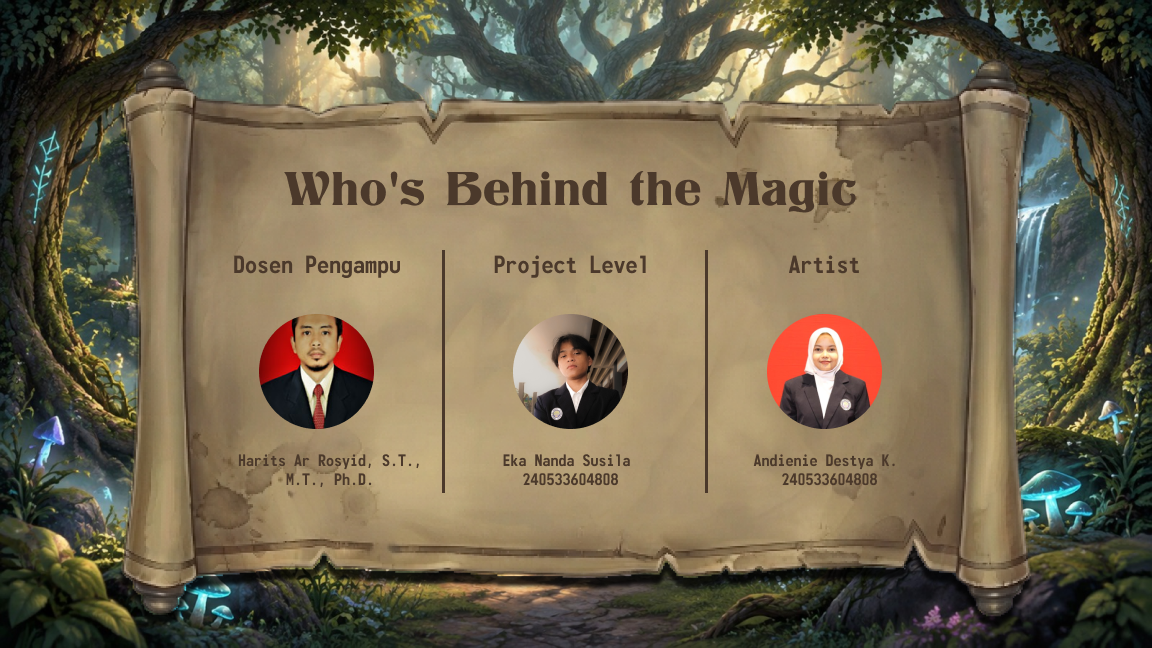 Who's Behind the Magic
Dosen Pengampu
Harits Ar Rosyid, S.T.,
M.T., Ph.D.
Project Level
Eka Nanda Susila
240533604808
Artist
Andienie Destya K.
240533604808